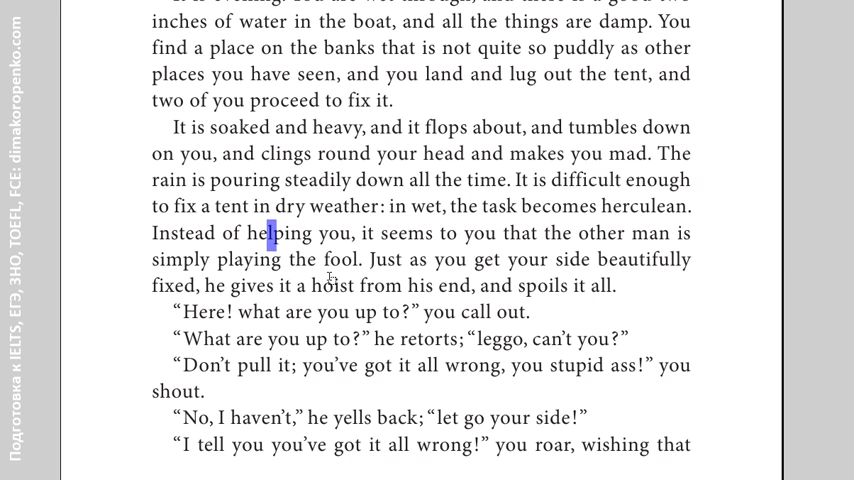 inches of water in the boat, and all the things are damp. You
find a place on the banks that is not quite so puddly as other
places you have seen, and you land and lug out the tent, and
two of you proceed to fix it.
It is soaked and heavy, and it flops about, and tumbles down
on you, and clings round your head and makes you mad. The
rain is pouring steadily down all the time. It is difficult enough
to fix a tent in dry weather: in wet, the task becomes herculean.
Instead of helping you, it seems to you that the other man is
simply playing the fool. Just as you get your side beautifully
fixed, he gives it a hoist from his end, and spoils it all.
“Here! what are you up to?” you call out.
“What are you up to?” he retorts; “leggo, can’t you?”
“Don’t pull it; you’ve got it all wrong, you stupid ass!” you
shout.
“No, I haven’t,” he yells back; “let go your side!”
“I tell you you’ve got it all wrong!” you roar, wishing that
Подготовка к IELTS, ЕГЭ, ЗНО, TOEFL, FCE: dimakoropenko.com